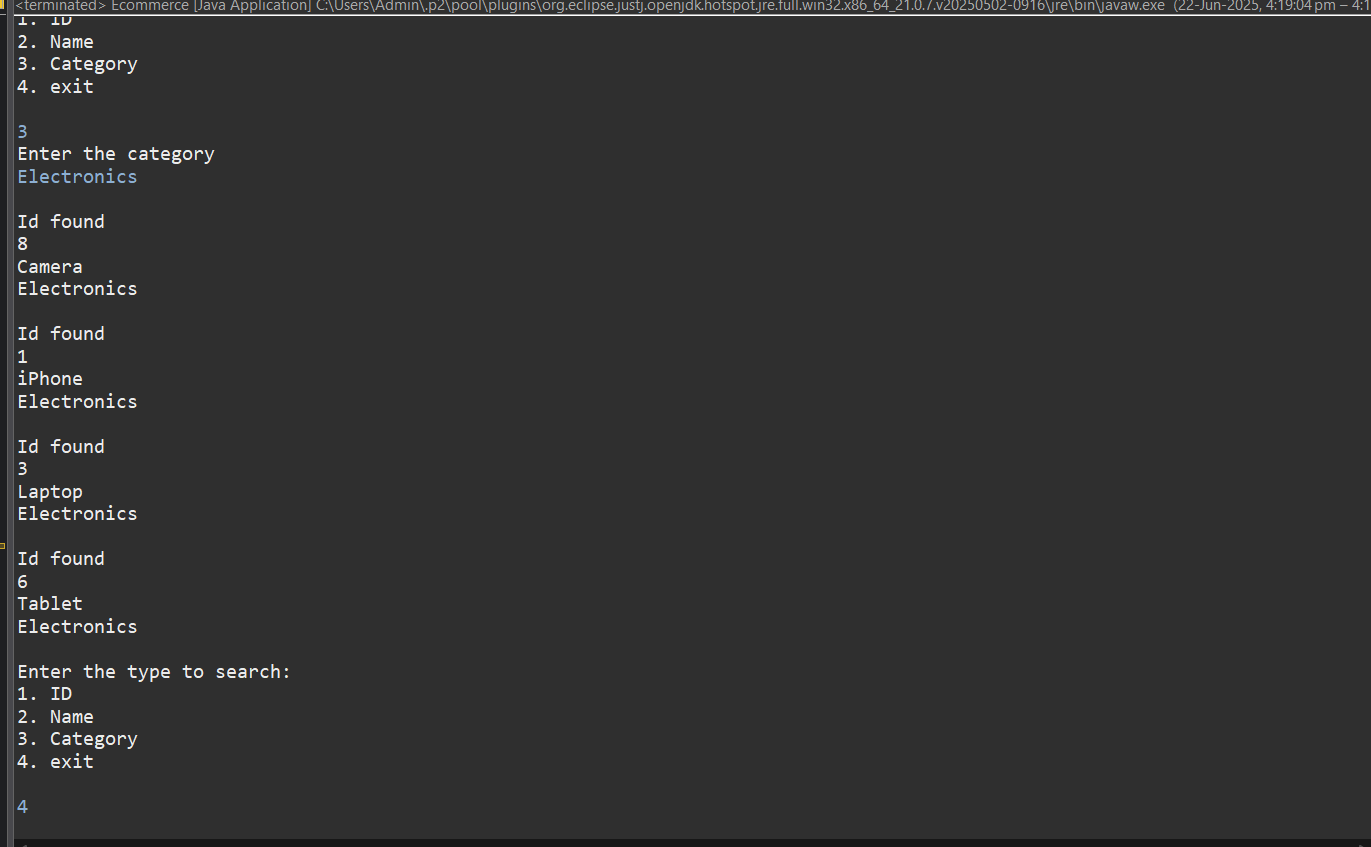 <terminated> Ecommerce [Java Application] C:\Users\Admin\.p2\pool\plugins\org.eclipse.justj.openjdk.hotspot.jre.full.win32.x86_64_21.0.7.v20250502-0916\jre\bin\javaw.exe (22-Jun-2025, 4:19:04 pm – 4:1
1. ID
2. Name
3. Category
4. exit

3
Enter the category
Electronics

Id found
8
Camera
Electronics

Id found
1
iPhone
Electronics

Id found
3
Laptop
Electronics

Id found
6
Tablet
Electronics

Enter the type to search:
1. ID
2. Name
3. Category
4. exit

4